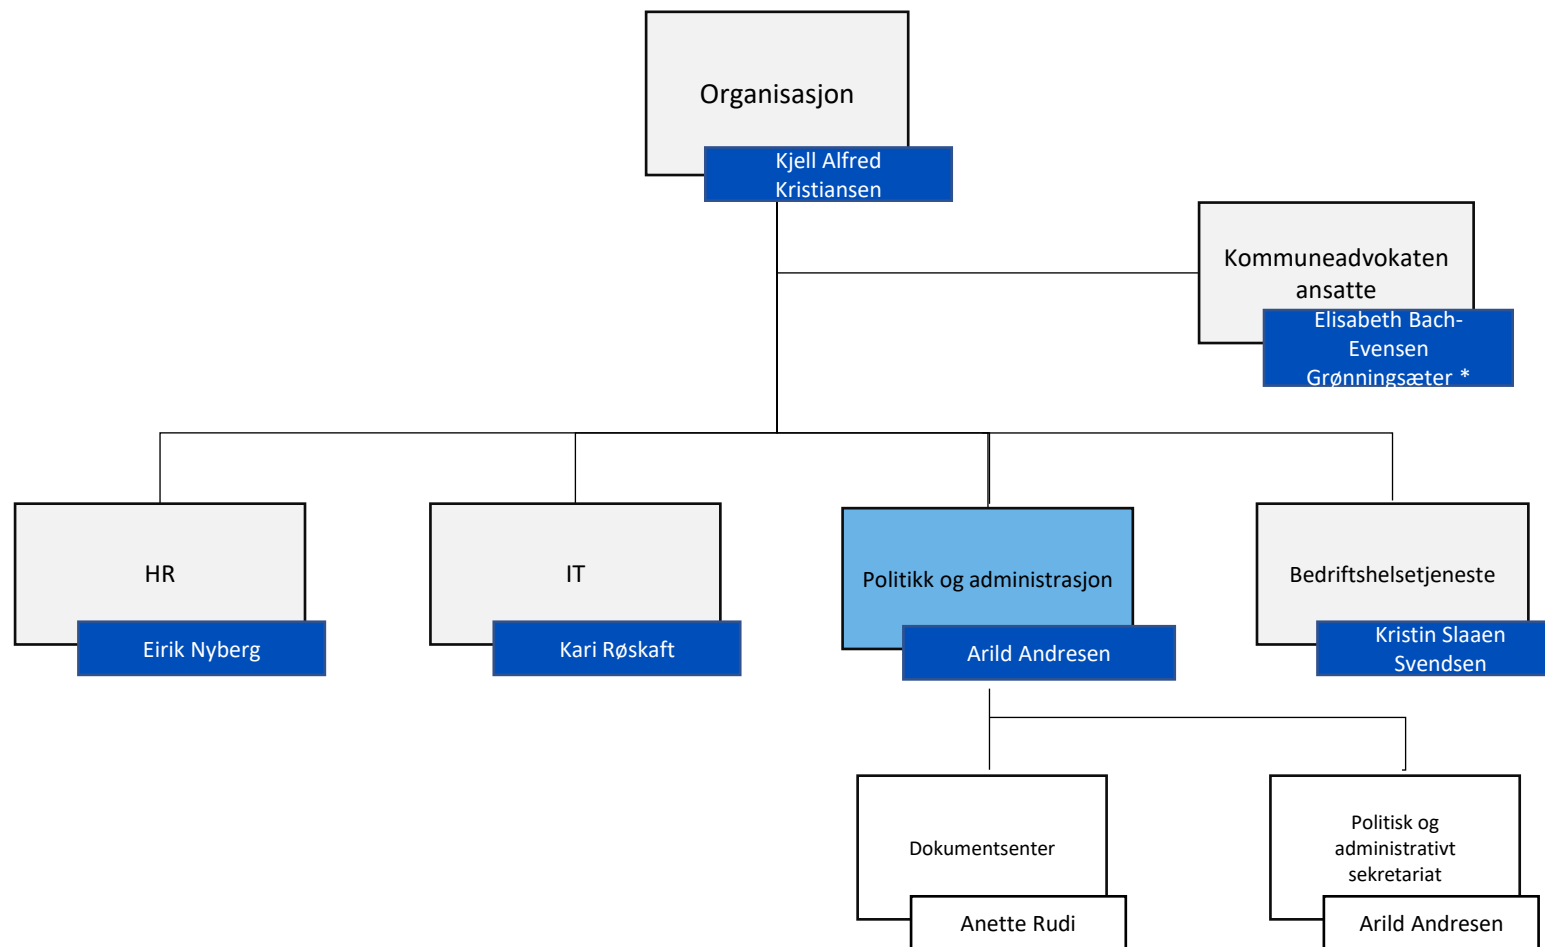 Organisasjon
Kjell Alfred
Kristiansen
Kommuneadvokaten
ansatte
Elisabeth Bach-
Evensen
Grønningsæter *
HR
Eirik Nyberg
IT
Kari Røskaft
Politikk og administrasjon
Arild Andresen
Bedriftshelsetjeneste
Kristin Slaaen
Svendsen
Dokumentsenter
Anette Rudi
Politisk og
administrativt
sekretariat
Arild Andresen